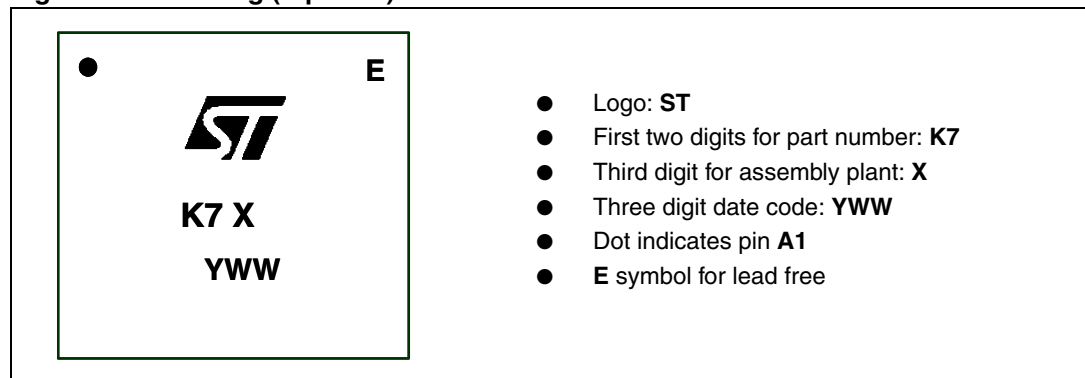 E
ST
K7 X
YWW
● Logo: ST
● First two digits for part number: K7
● Third digit for assembly plant: X
● Three digit date code: YWW
● Dot indicates pin A1
● E symbol for lead free